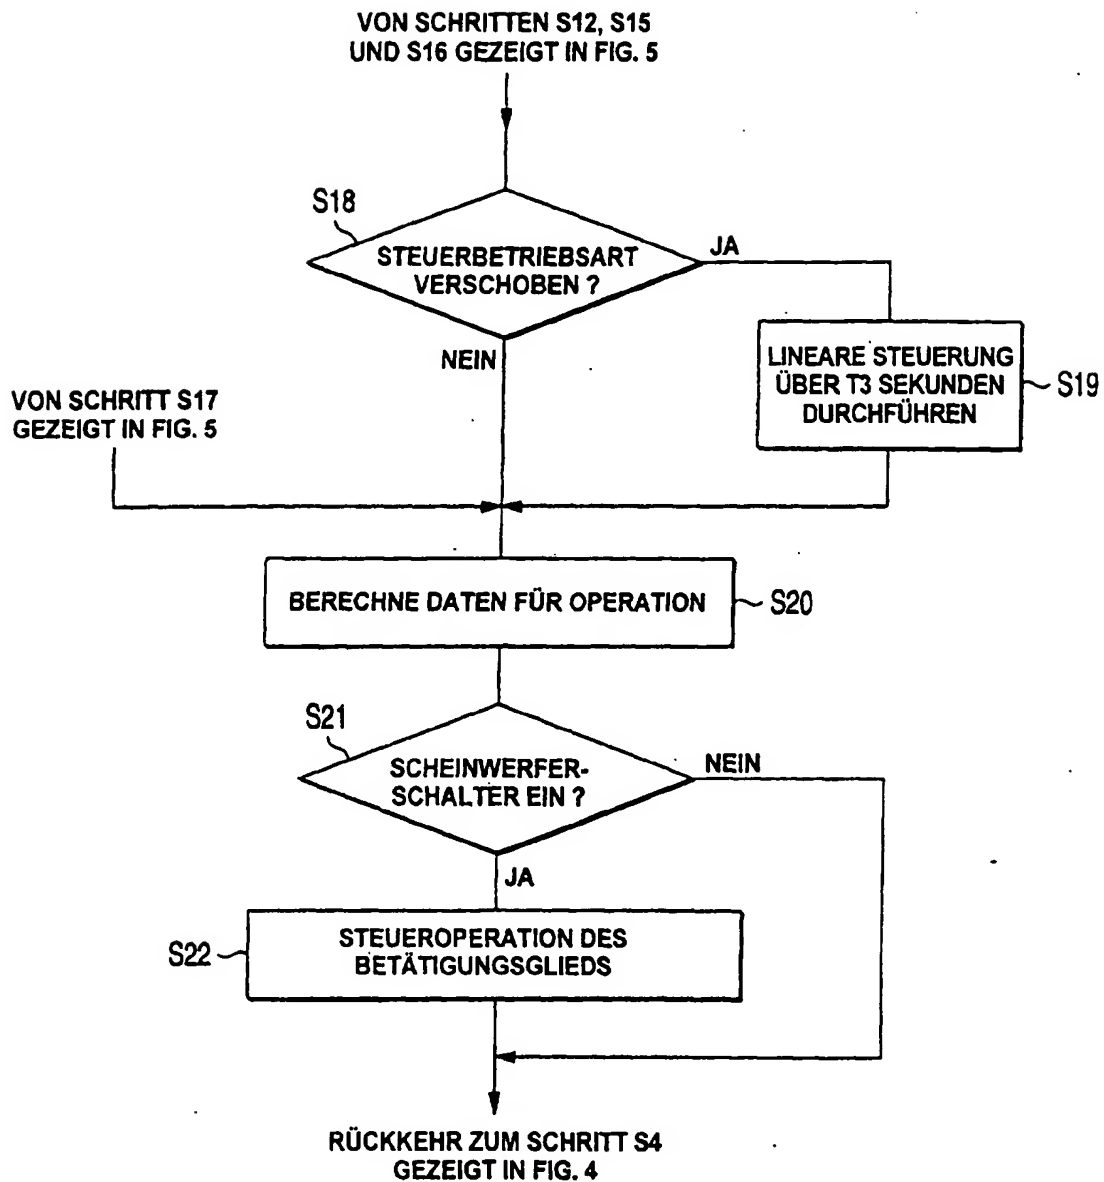 VON SCHRITTEN S12, S15
UND S16 GEZEIGT IN FIG. 5
S18
STEUERBETRIEBSART
VERSCHOBEN ?
JA
NEIN
LINEARE STEUERUNG
ÜBER T3 SEKUNDEN
DURCHFÜHREN
S19
VON SCHRITT S17
GEZEIGT IN FIG. 5
BERECHNE DATEN FÜR OPERATION
S20
S21
SCHEINWERFER-
SCHALTER EIN ?
NEIN
JA
S22
STEUEROPERATION DES
BETÄTIGUNGSGLIEDS
RÜCKKEHR ZUM SCHRITT S4
GEZEIGT IN FIG. 4